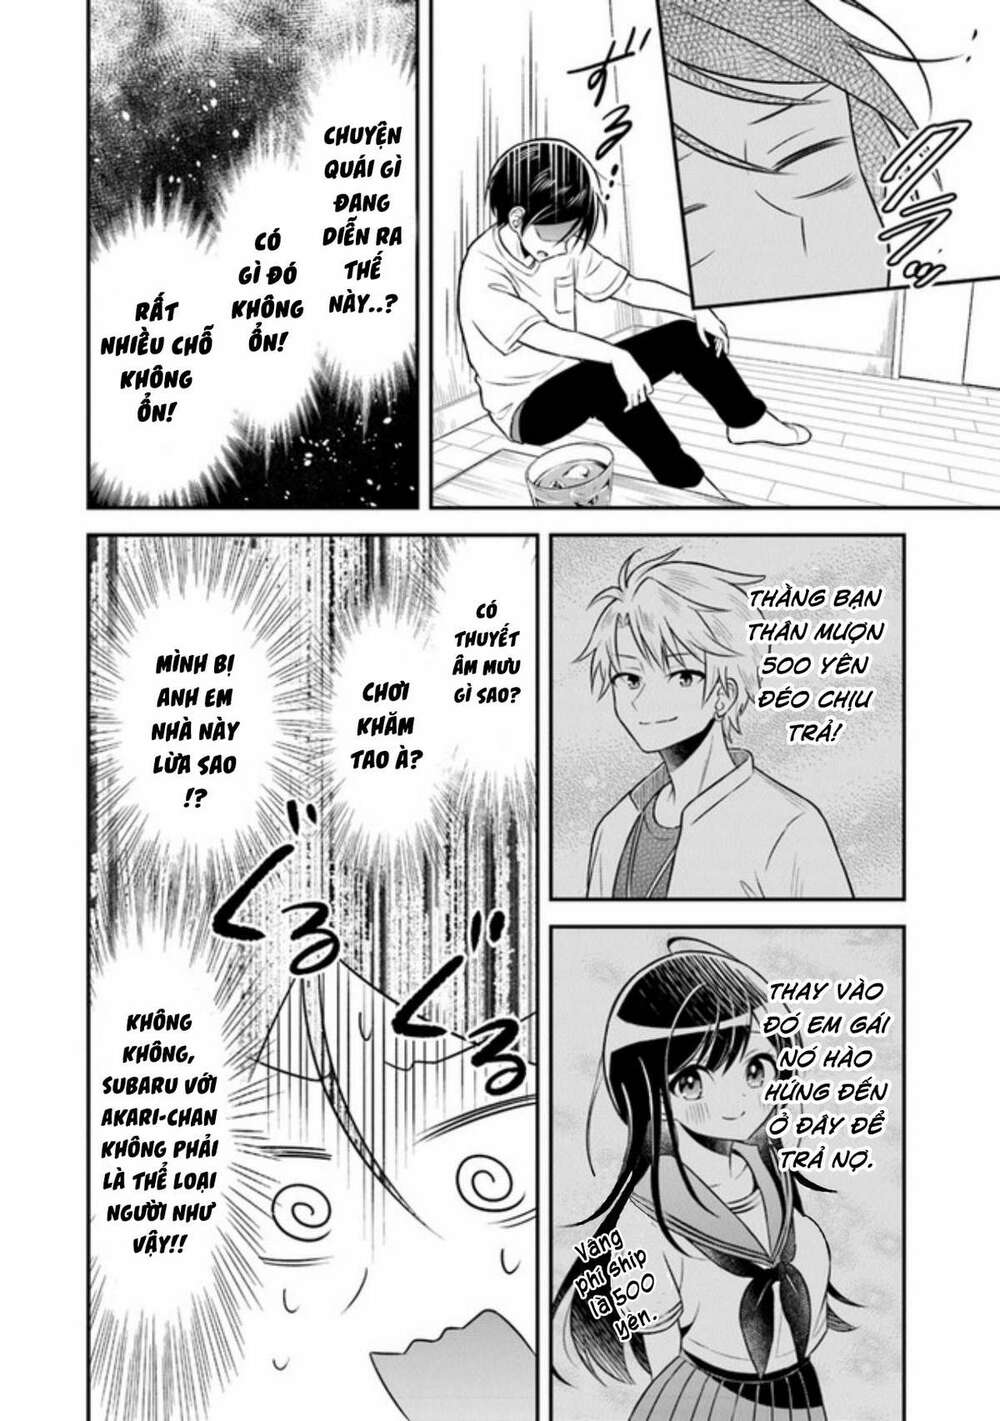 CHUYỆN
QUÁI GÌ
ĐANG
DIỄN RA
THẾ
NÀY..?
CÓ
GÌ ĐÓ
KHÔNG
ỔN!
RẤT
NHIỀU CHỖ
KHÔNG
ỔN!
THẰNG BẠN
THÂN MƯỢN
500 YÊN
ĐÉO CHỊU
TRẢ!
THAY VÀO
ĐÓ EM GÁI
NÓ HÀO
HỨNG ĐẾN
Ở ĐÂY ĐỂ
TRẢ NỢ.
Vâng
phí ship
là 500
yên.
CÓ
THUYẾT
ÂM MƯU
GÌ SAO?
CHƠI
KHĂM
TAO À?
MÌNH BỊ
ANH EM
NHÀ NÀY
LỪA SAO
!?
ぐる
ぐる
KHÔNG
KHÔNG,
SUBARU VỚI
AKARI-CHAN
KHÔNG PHẢI
LÀ THỂ LOẠI
NGƯỜI NHƯ
VẬY!!